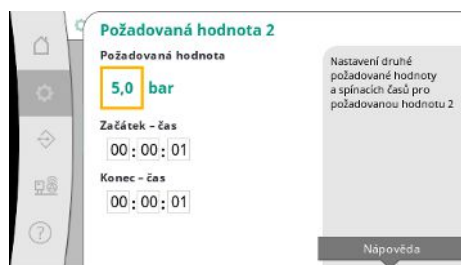 Požadovaná hodnota 2
Požadovaná hodnota
5,0 bar
Začátek – čas
00 : 00 : 01
Konec – čas
00 : 00 : 01
Nastavení druhé
požadované hodnoty
a spínacích časů pro
požadovanou hodnotu 2
Nápověda